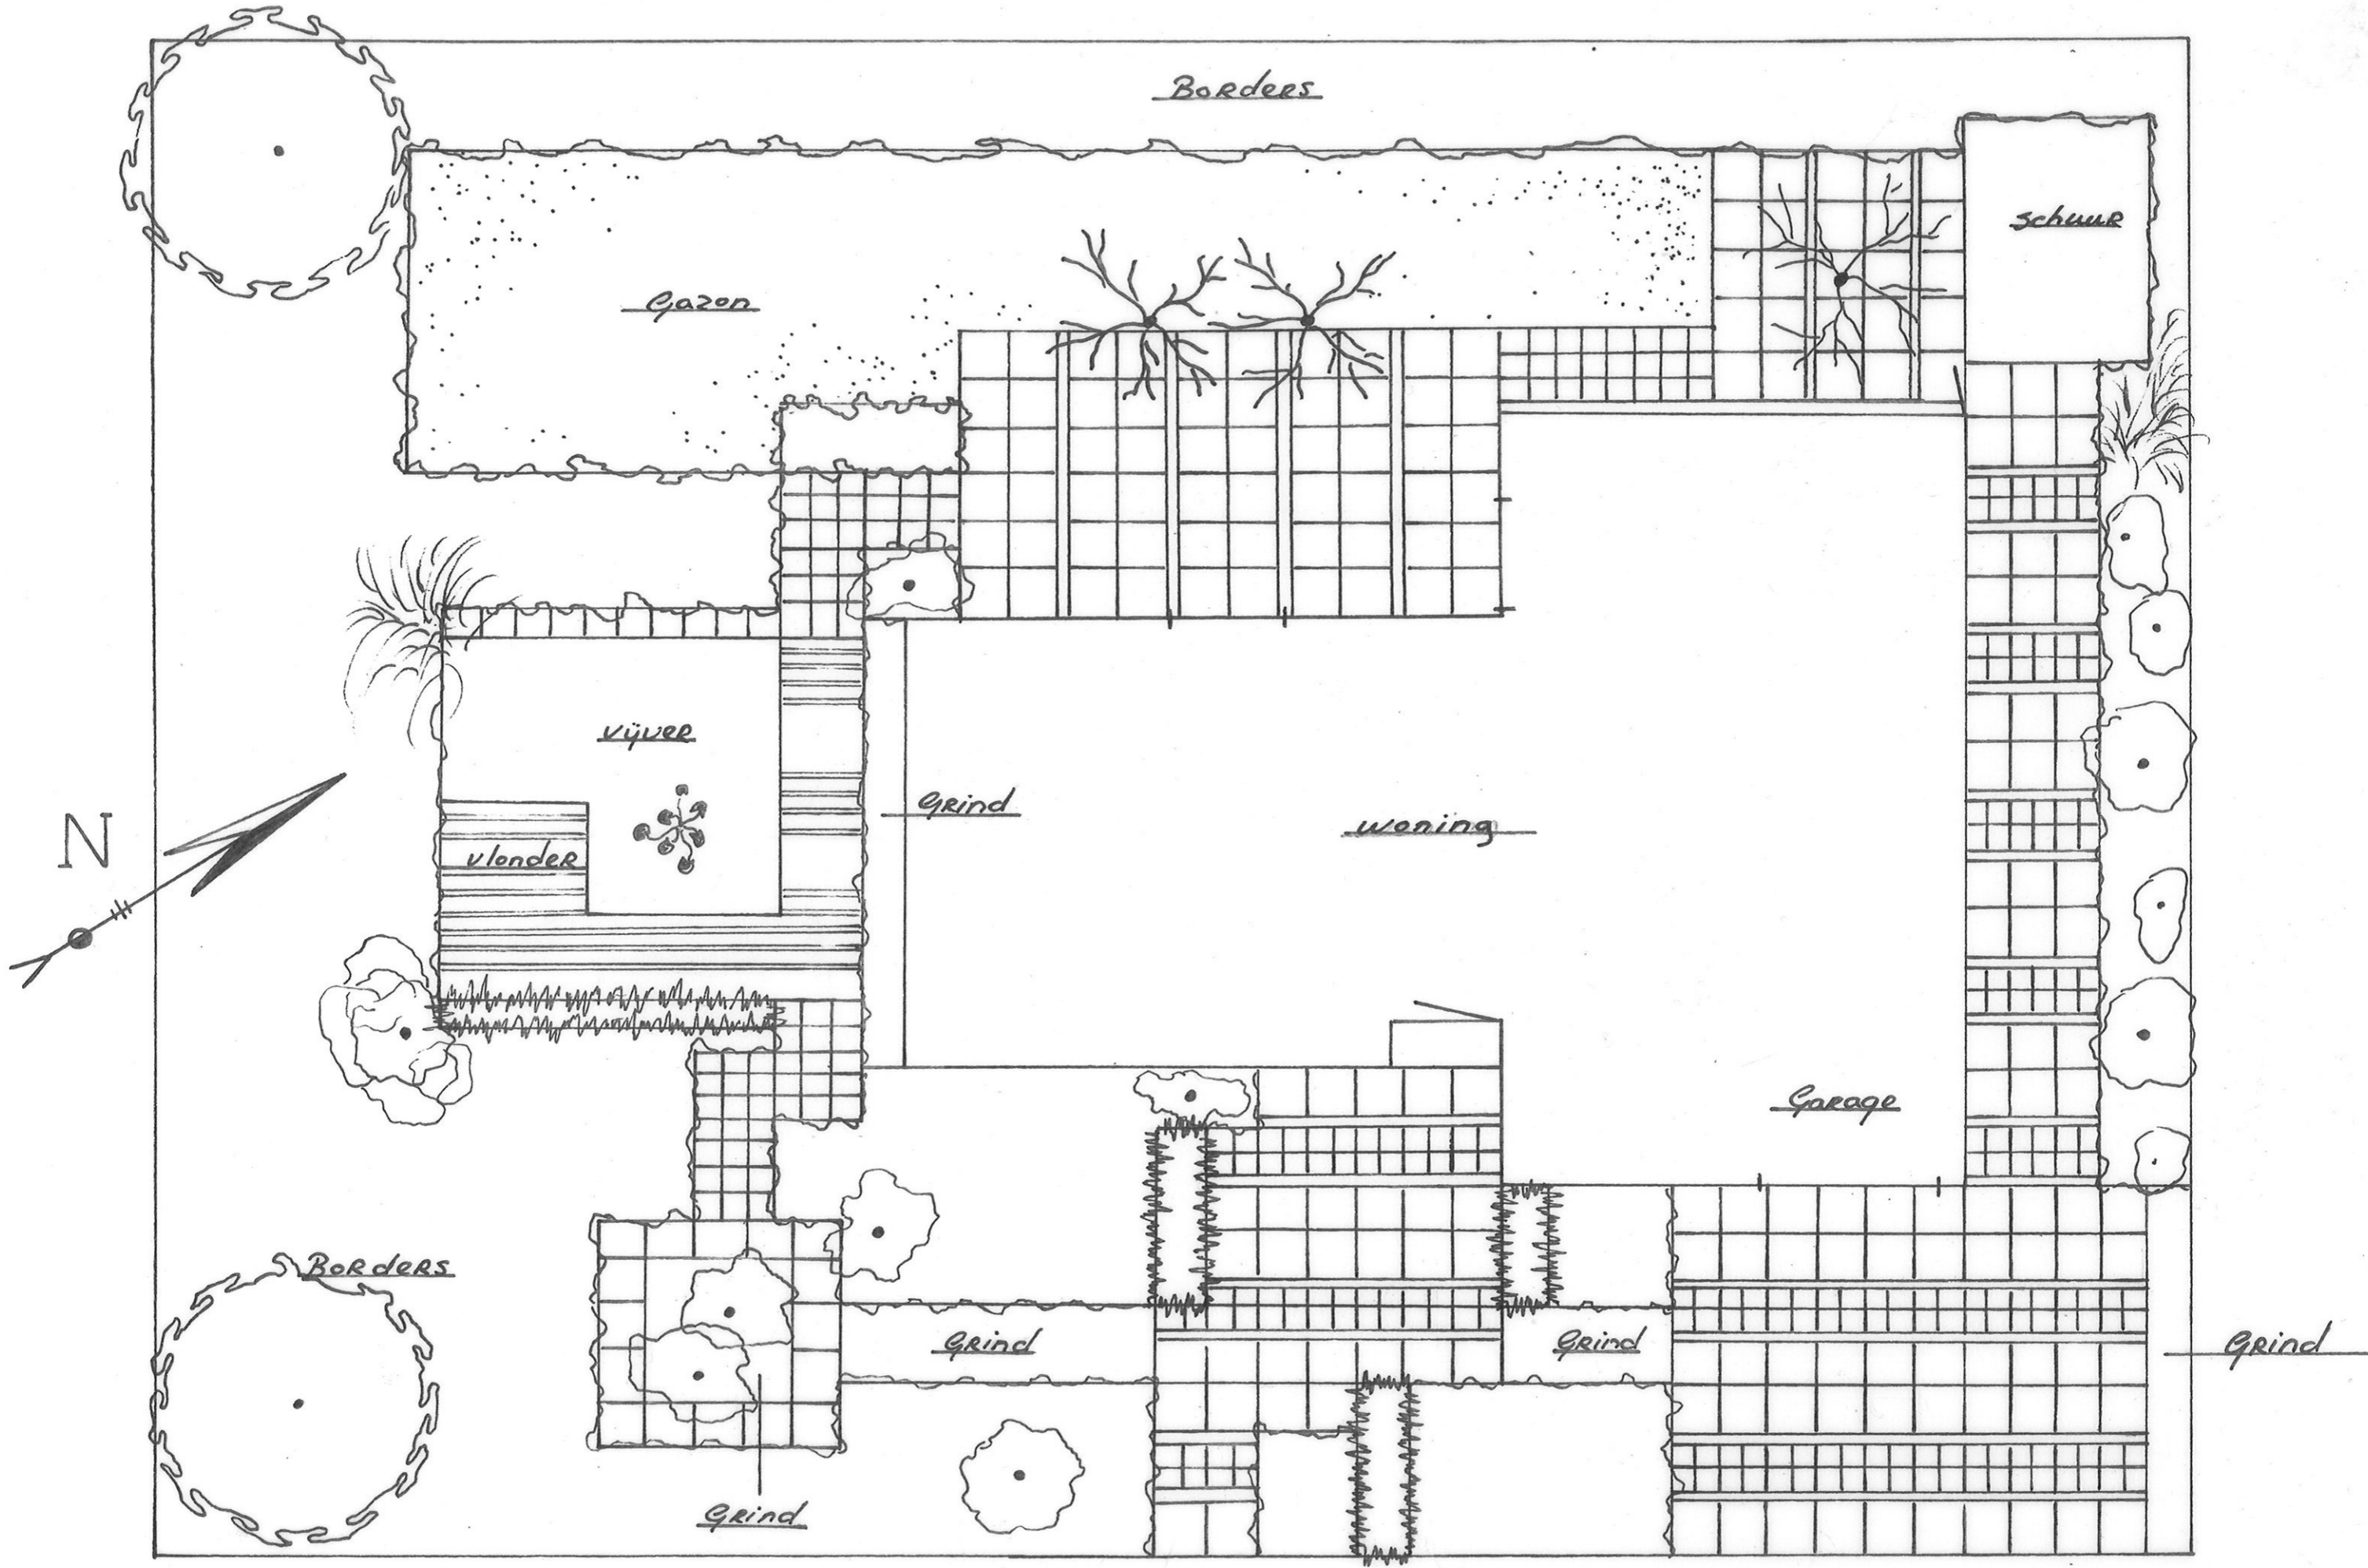 Borders
schuur
Gazon
vijver
Grind
N
vlonder
woning
Garage
Borders
Grind
Grind
Grind
Grind